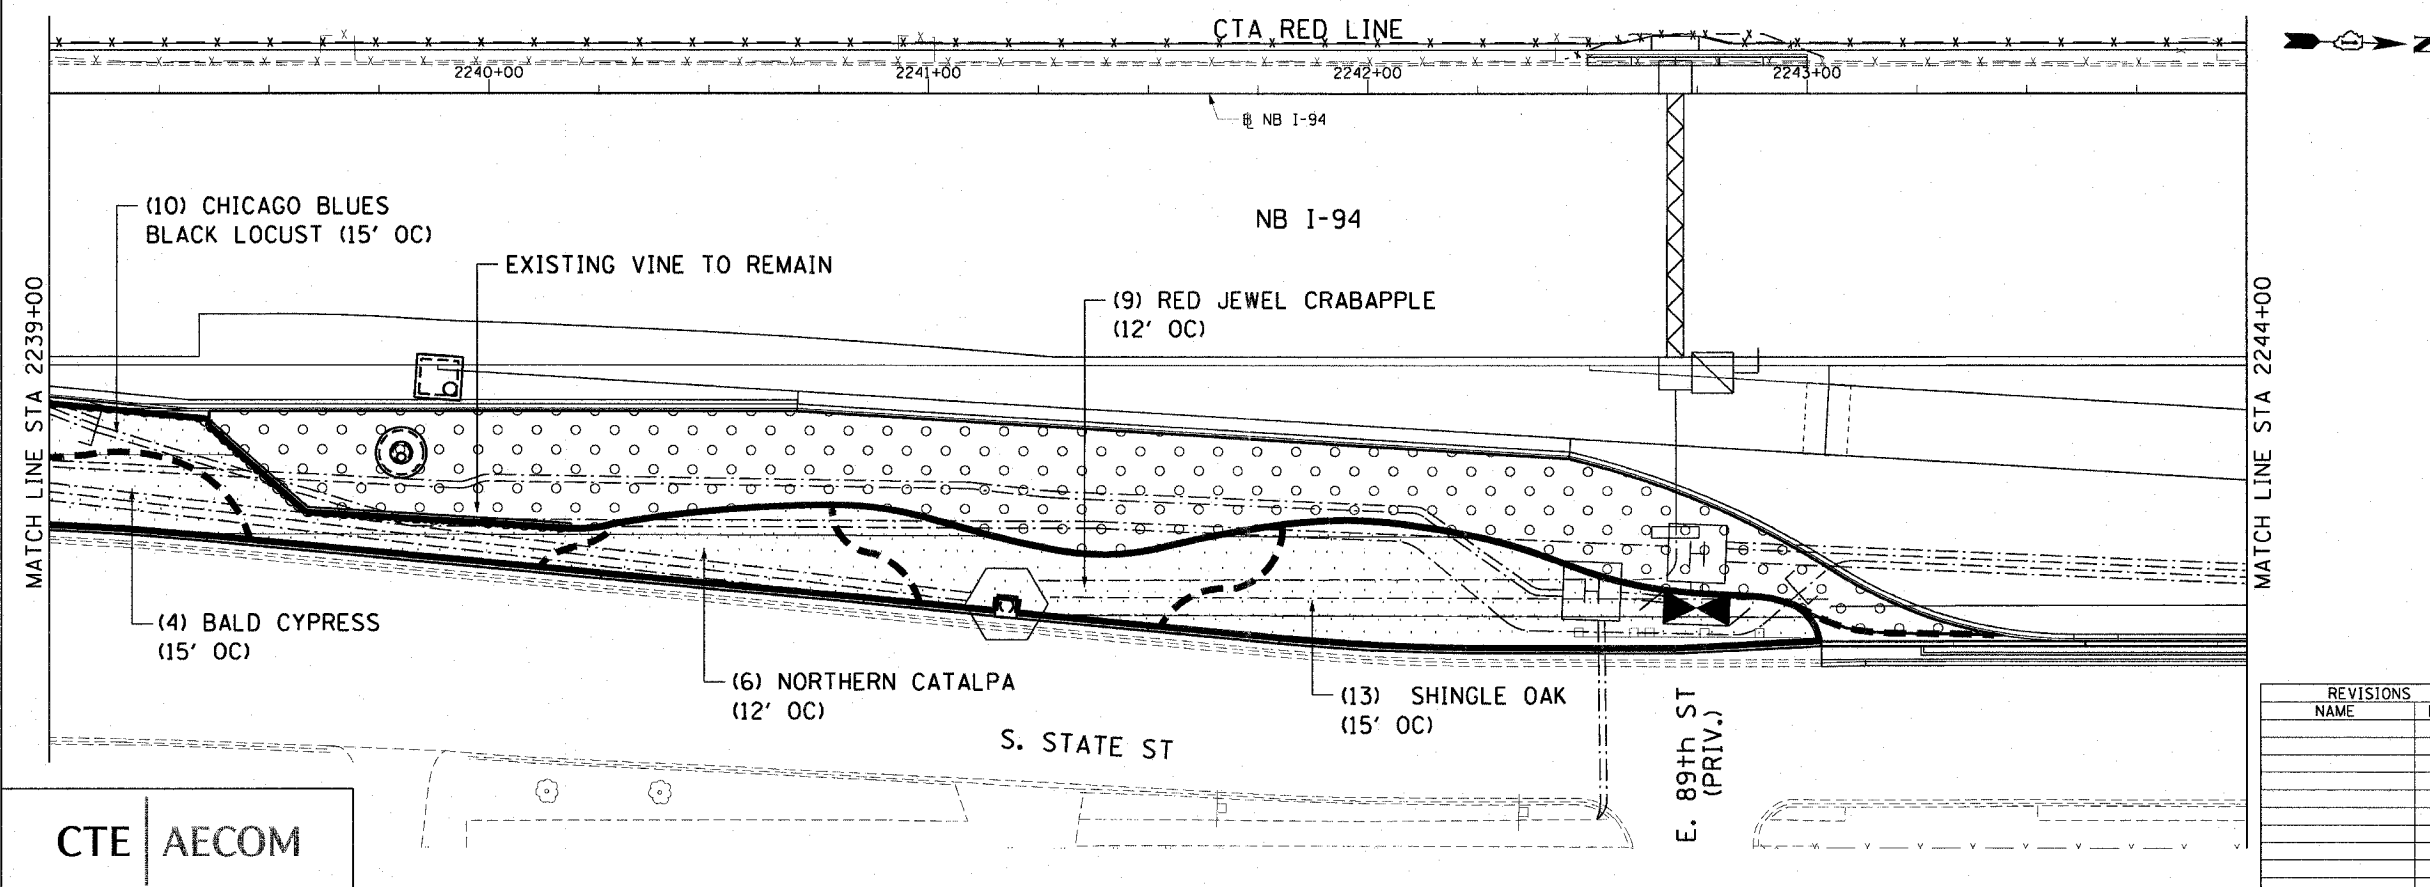 CTA RED LINE
2240+00
2241+00
2242+00
2243+00
N
℄ NB I-94
NB I-94
(10) CHICAGO BLUES
BLACK LOCUST (15' OC)
EXISTING VINE TO REMAIN
(9) RED JEWEL CRABAPPLE
(12' OC)
MATCH LINE STA 2239+00
MATCH LINE STA 2244+00
(4) BALD CYPRESS
(15' OC)
(6) NORTHERN CATALPA
(12' OC)
(13) SHINGLE OAK
(15' OC)
S. STATE ST
E. 89th ST
(PRIV.)
REVISIONS
NAME
CTE | AECOM